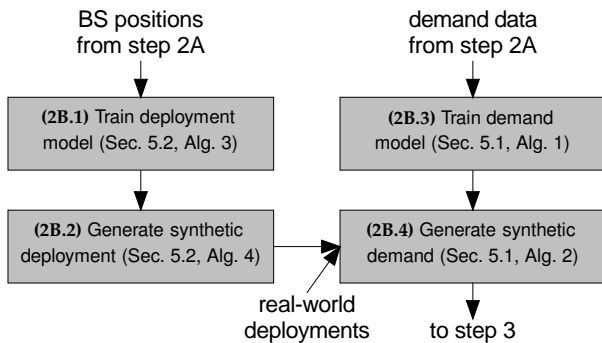 BS positions
from step 2A
demand data
from step 2A
(2B.1) Train deployment
model (Sec. 5.2, Alg. 3)
(2B.3) Train demand
model (Sec. 5.1, Alg. 1)
(2B.2) Generate synthetic
deployment (Sec. 5.2, Alg. 4)
(2B.4) Generate synthetic
demand (Sec. 5.1, Alg. 2)
real-world
deployments
to step 3